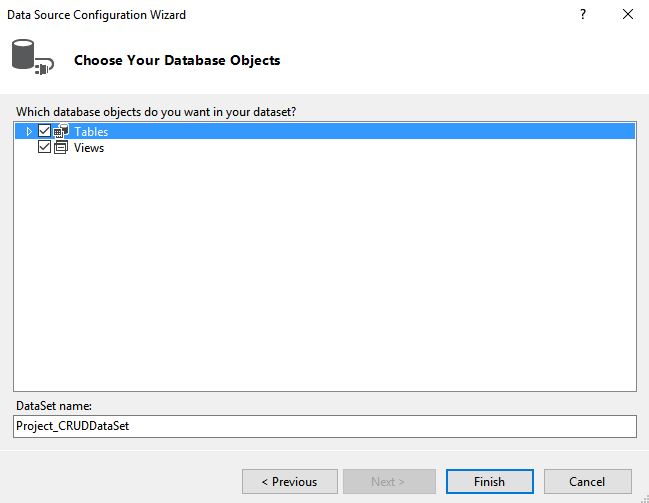 Data Source Configuration Wizard
?
Choose Your Database Objects
Which database objects do you want in your dataset?
Tables
Views
DataSet name:
Project_CRUDDataSet
< Previous Next > Finish Cancel